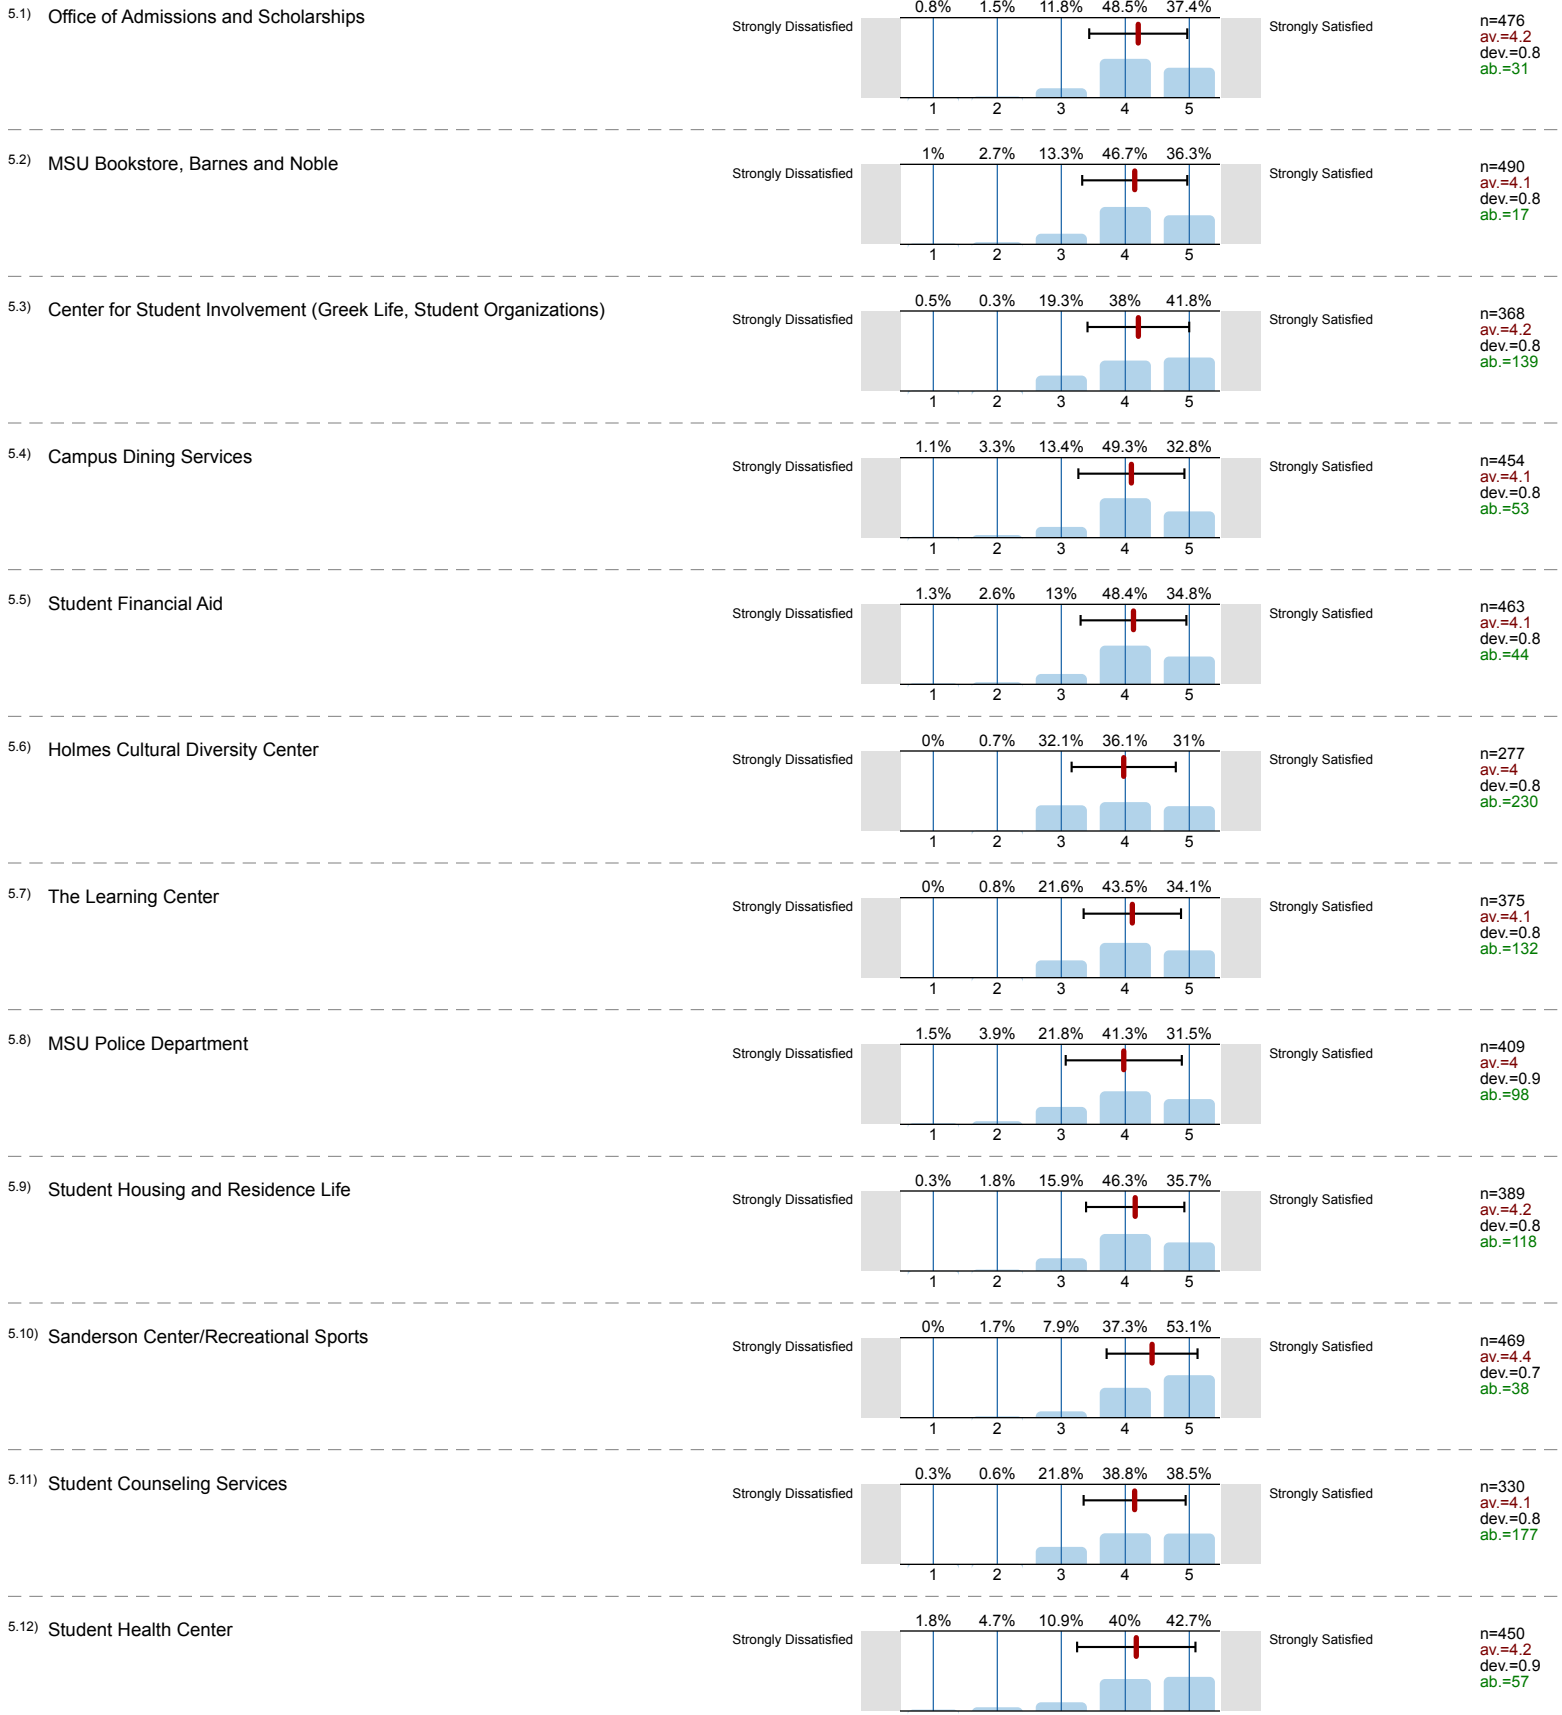 5.1) Office of Admissions and Scholarships
0.8% 1.5% 11.8% 48.5% 37.4%
Strongly Dissatisfied Strongly Satisfied
n=476
av.=4.2
dev.=0.8
ab.=31
1 2 3 4 5
5.2) MSU Bookstore, Barnes and Noble
1% 2.7% 13.3% 46.7% 36.3%
Strongly Dissatisfied Strongly Satisfied
n=490
av.=4.1
dev.=0.8
ab.=17
1 2 3 4 5
5.3) Center for Student Involvement (Greek Life, Student Organizations)
0.5% 0.3% 19.3% 38% 41.8%
Strongly Dissatisfied Strongly Satisfied
n=368
av.=4.2
dev.=0.8
ab.=139
1 2 3 4 5
5.4) Campus Dining Services
1.1% 3.3% 13.4% 49.3% 32.8%
Strongly Dissatisfied Strongly Satisfied
n=454
av.=4.1
dev.=0.8
ab.=53
1 2 3 4 5
5.5) Student Financial Aid
1.3% 2.6% 13% 48.4% 34.8%
Strongly Dissatisfied Strongly Satisfied
n=463
av.=4.1
dev.=0.8
ab.=44
1 2 3 4 5
5.6) Holmes Cultural Diversity Center
0% 0.7% 32.1% 36.1% 31%
Strongly Dissatisfied Strongly Satisfied
n=277
av.=4
dev.=0.8
ab.=230
1 2 3 4 5
5.7) The Learning Center
0% 0.8% 21.6% 43.5% 34.1%
Strongly Dissatisfied Strongly Satisfied
n=375
av.=4.1
dev.=0.8
ab.=132
1 2 3 4 5
5.8) MSU Police Department
1.5% 3.9% 21.8% 41.3% 31.5%
Strongly Dissatisfied Strongly Satisfied
n=409
av.=4
dev.=0.9
ab.=98
1 2 3 4 5
5.9) Student Housing and Residence Life
0.3% 1.8% 15.9% 46.3% 35.7%
Strongly Dissatisfied Strongly Satisfied
n=389
av.=4.2
dev.=0.8
ab.=118
1 2 3 4 5
5.10) Sanderson Center/Recreational Sports
0% 1.7% 7.9% 37.3% 53.1%
Strongly Dissatisfied Strongly Satisfied
n=469
av.=4.4
dev.=0.7
ab.=38
1 2 3 4 5
5.11) Student Counseling Services
0.3% 0.6% 21.8% 38.8% 38.5%
Strongly Dissatisfied Strongly Satisfied
n=330
av.=4.1
dev.=0.8
ab.=177
1 2 3 4 5
5.12) Student Health Center
1.8% 4.7% 10.9% 40% 42.7%
Strongly Dissatisfied Strongly Satisfied
n=450
av.=4.2
dev.=0.9
ab.=57